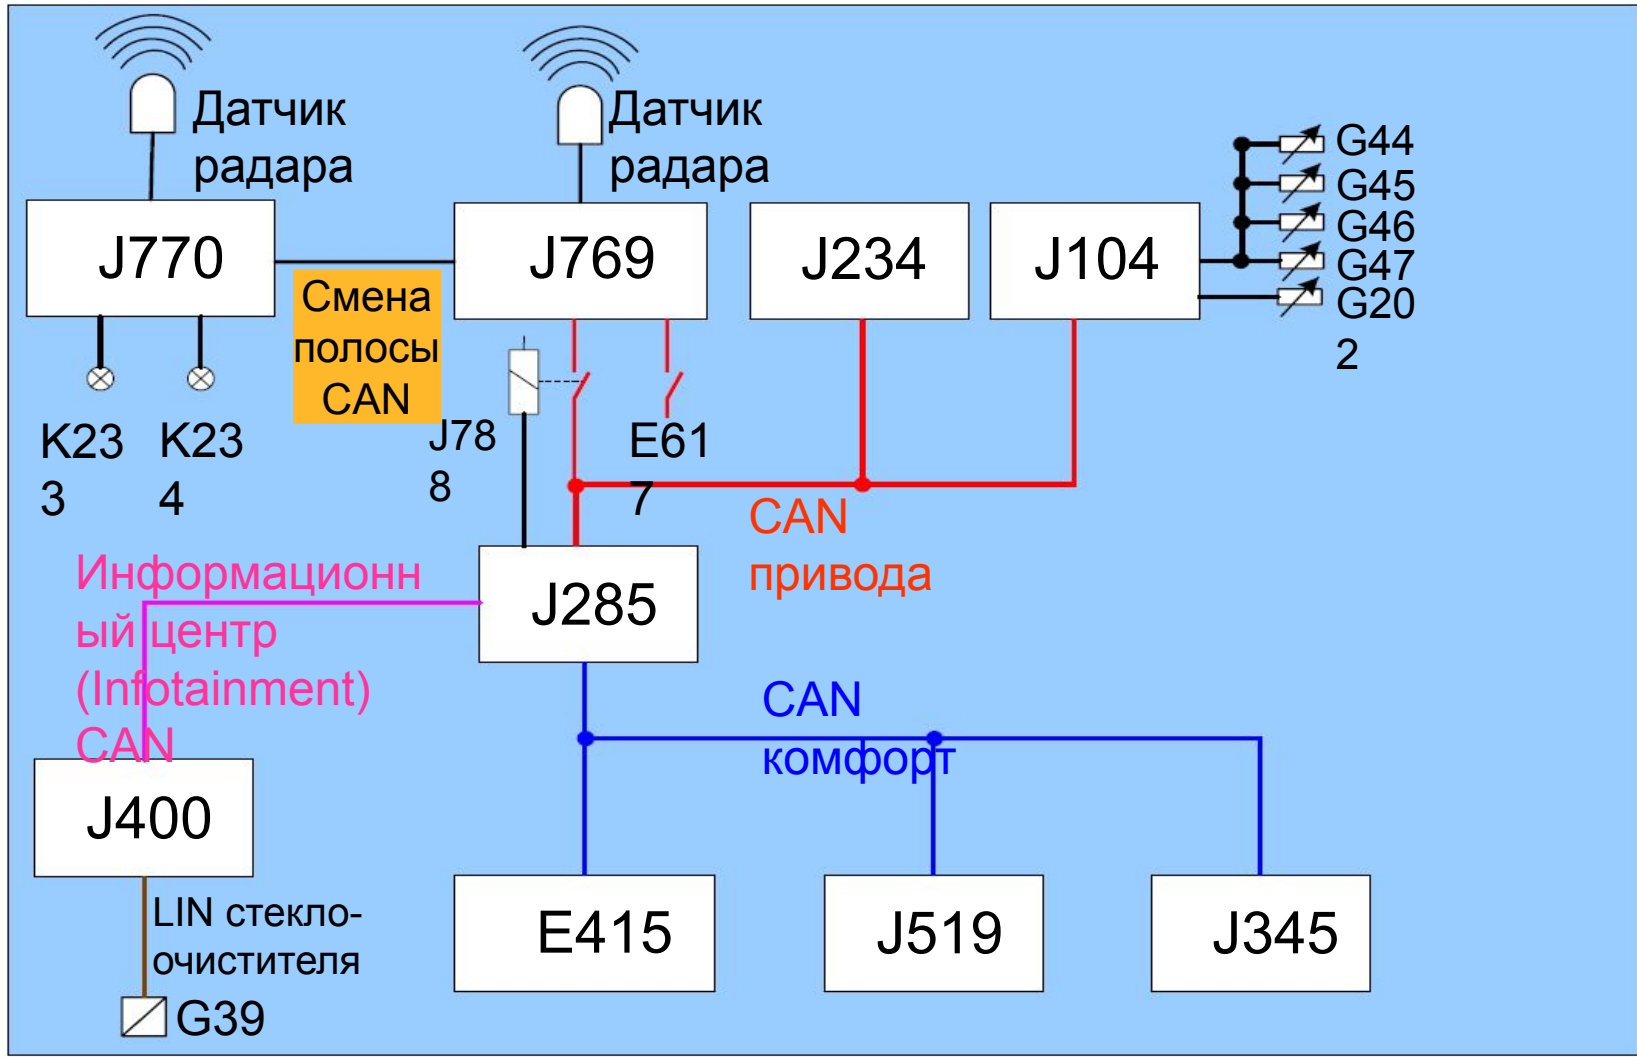 Датчик
радара
Датчик
радара
G44
G45
G46
G47
G20
2
J770
J769
J234
J104
Смена
полосы
CAN
K23
3
K23
4
J78
8
E61
7
CAN
привода
Информационн
ый центр
(Infotainment)
CAN
J285
CAN
комфорт
J400
LIN стекло-
очистителя
G39
E415
J519
J345